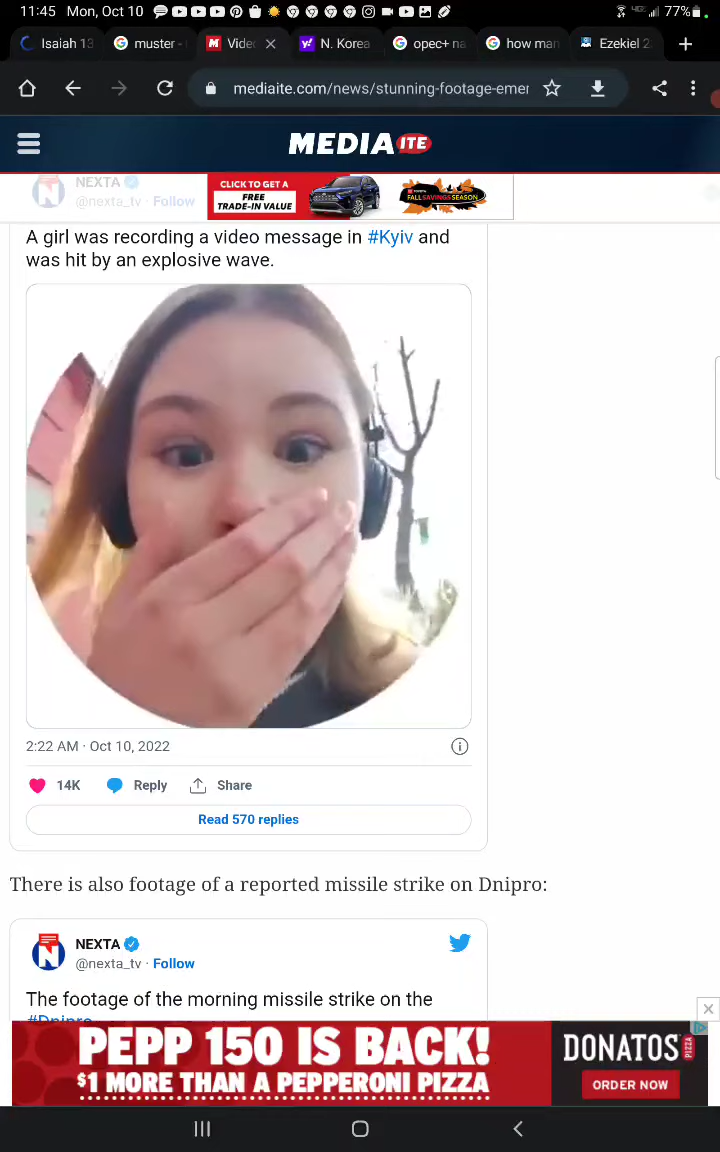 11:45 Mon, Oct 10
77%
Isaiah 13
muster -
Vide
N. Korea
opec+ na
how man
Ezekiel 2
mediaite.com/news/stunning-footage-emer
MEDIAITE
NEXTA
@nexta_tv · Follow
CLICK TO GET A
FREE
TRADE-IN VALUE
TOYOTA
FALL SAVINGS SEASON
A girl was recording a video message in #Kyiv and
was hit by an explosive wave.
2:22 AM · Oct 10, 2022
14K Reply Share
Read 570 replies
There is also footage of a reported missile strike on Dnipro:
NEXTA
@nexta_tv · Follow
The footage of the morning missile strike on the
#Dnipro
PEPP 150 IS BACK!
$1 MORE THAN A PEPPERONI PIZZA
DONATOS PIZZA
ORDER NOW